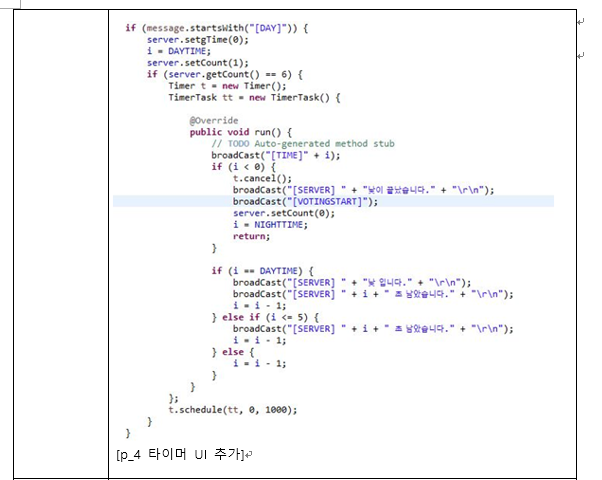 if (message.startsWith("[DAY]")) {
server.setgTime(0);
i = DAYTIME;
server.setCount(1);
if (server.getCount() == 6) {
Timer t = new Timer();
TimerTask tt = new TimerTask() {
@Override
public void run() {
// TODO Auto-generated method stub
broadCast("[TIME]" + i);
if (i < 0) {
t.cancel();
broadCast("[SERVER] " + "낮이 끝났습니다." + "\r\n");
broadCast("[VOTINGSTART]");
server.setCount(0);
i = NIGHTTIME;
return;
}
if (i == DAYTIME) {
broadCast("[SERVER] " + "낮 입니다." + "\r\n");
broadCast("[SERVER] " + i + " 초 남았습니다." + "\r\n");
i = i - 1;
} else if (i <= 5) {
broadCast("[SERVER] " + i + " 초 남았습니다." + "\r\n");
i = i - 1;
} else {
i = i - 1;
}
}
};
t.schedule(tt, 0, 1000);
}
}
[p_4 타이머 UI 추가]